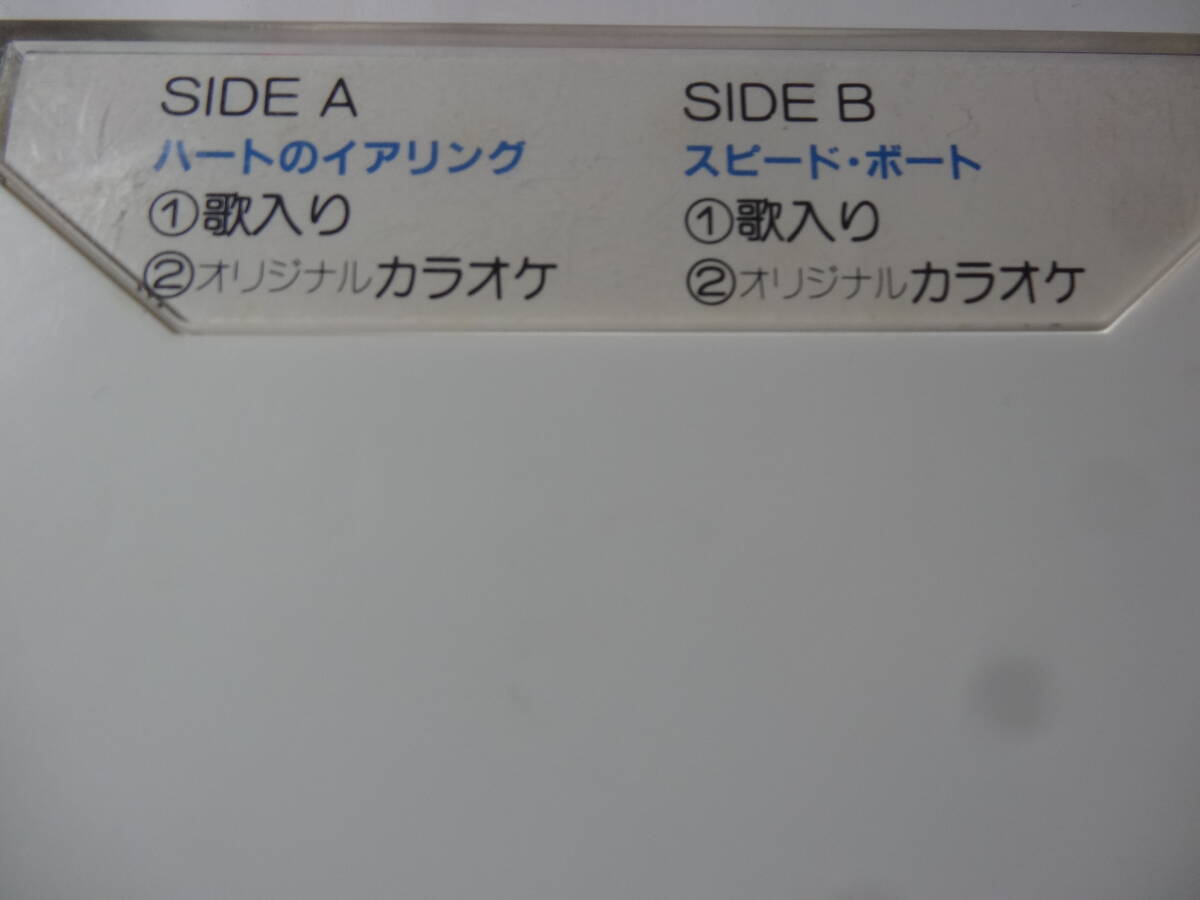 SIDE A
ハートのイアリング
①歌入り
②オリジナルカラオケ
SIDE B
スピード・ボート
①歌入り
②オリジナルカラオケ